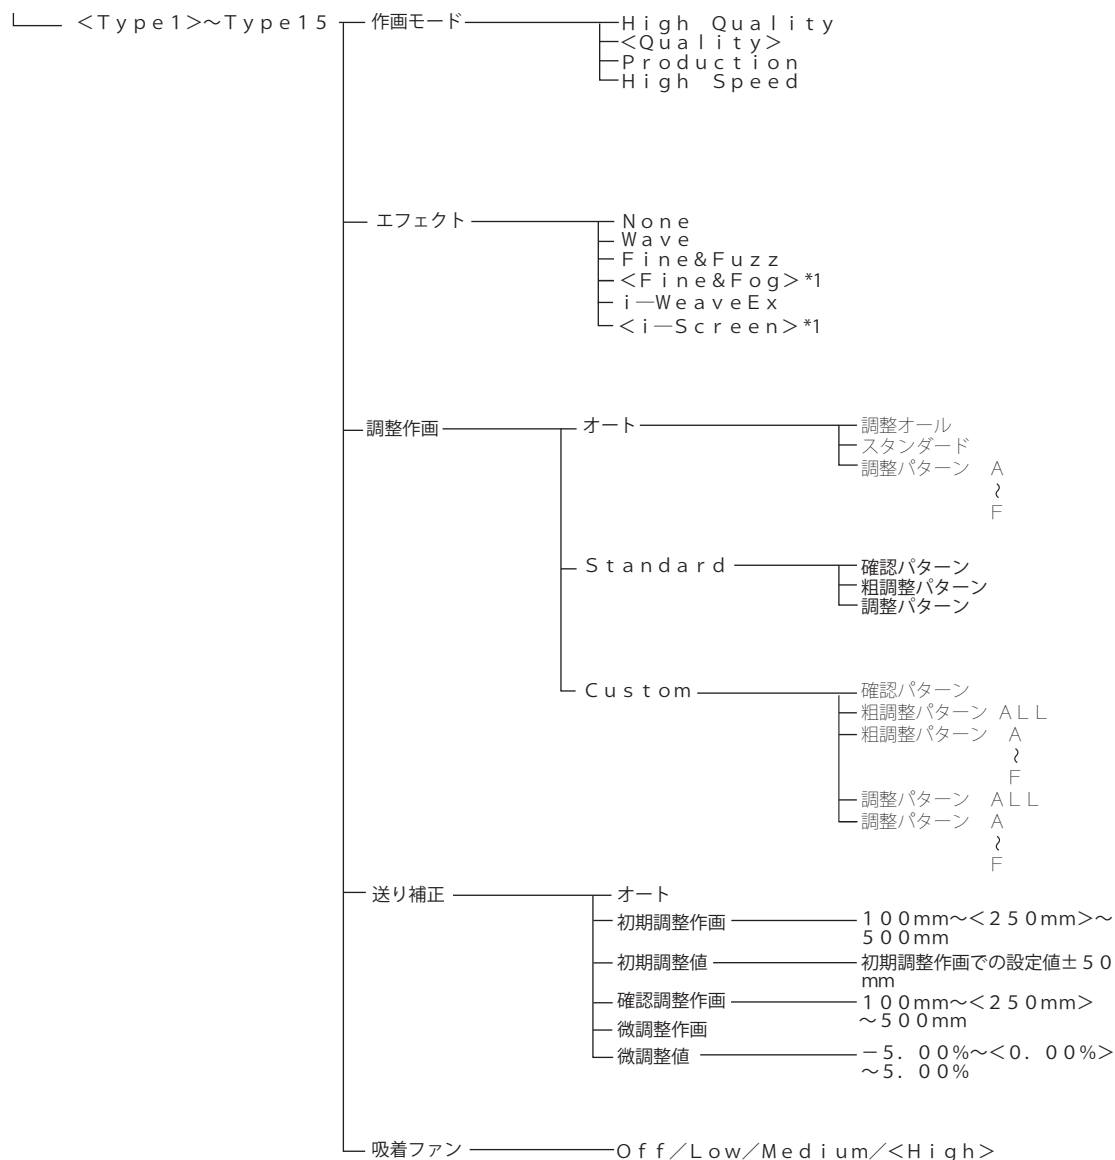 ＜Ｔｙｐｅ１＞～Ｔｙｐｅ１５
作画モード
Ｈｉｇｈ Ｑｕａｌｉｔｙ
＜Ｑｕａｌｉｔｙ＞
Ｐｒｏｄｕｃｔｉｏｎ
Ｈｉｇｈ Ｓｐｅｅｄ
エフェクト
Ｎｏｎｅ
Ｗａｖｅ
Ｆｉｎｅ＆Ｆｕｚｚ
＜Ｆｉｎｅ＆Ｆｏｇ＞*1
ｉ―ＷｅａｖｅＥｘ
＜ｉ―Ｓｃｒｅｅｎ＞*1
調整作画
オート
調整オール
スタンダード
調整パターン Ａ
～
Ｆ
Ｓｔａｎｄａｒｄ
確認パターン
粗調整パターン
調整パターン
Ｃｕｓｔｏｍ
確認パターン
粗調整パターン ＡＬＬ
粗調整パターン Ａ
～
Ｆ
調整パターン ＡＬＬ
調整パターン Ａ
～
Ｆ
送り補正
オート
初期調整作画
１００mm～＜２５０mm＞～
５００mm
初期調整値
初期調整作画での設定値±５０
mm
確認調整作画
１００mm～＜２５０mm＞
～５００mm
微調整作画
微調整値
－５．００％～＜０．００％＞
～５．００％
吸着ファン
Ｏｆｆ／Ｌｏｗ／Ｍｅｄｉｕｍ／＜Ｈｉｇｈ＞